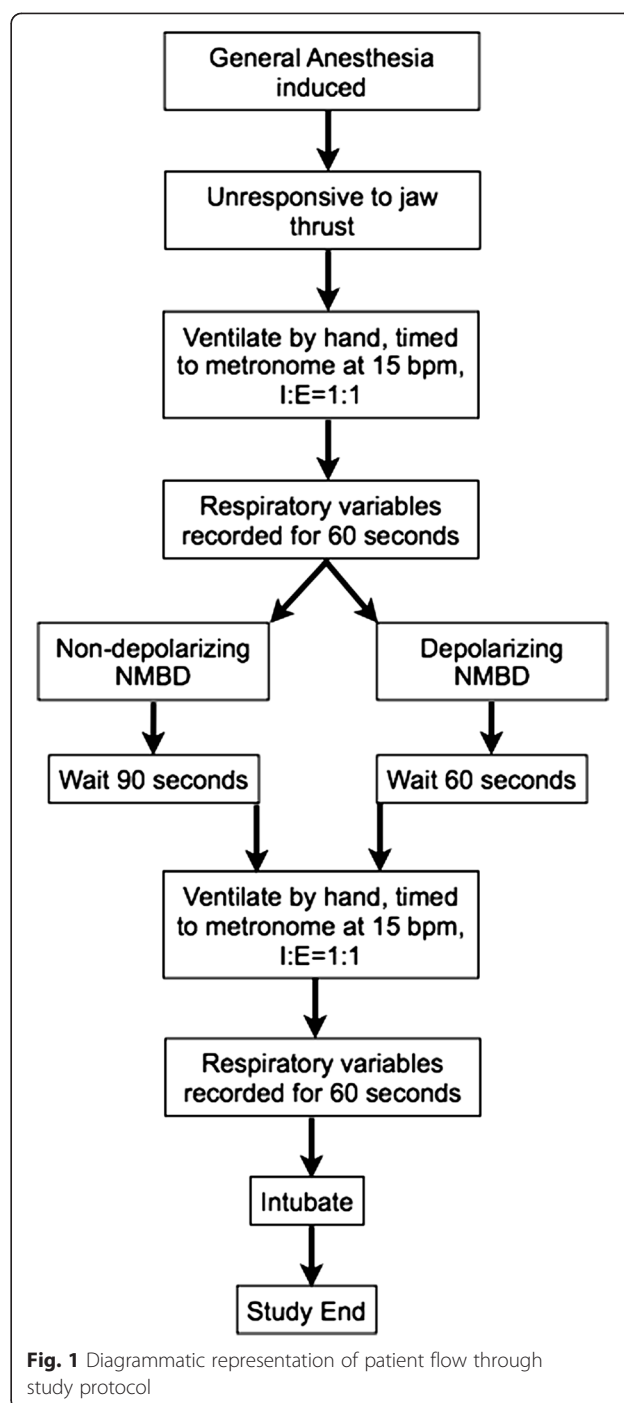 General Anesthesia
induced
Unresponsive to jaw
thrust
Ventilate by hand, timed
to metronome at 15 bpm,
I:E=1:1
Respiratory variables
recorded for 60 seconds
Non-depolarizing
NMBD
Depolarizing
NMBD
Wait 90 seconds
Wait 60 seconds
Ventilate by hand, timed
to metronome at 15 bpm,
I:E=1:1
Respiratory variables
recorded for 60 seconds
Intubate
Study End
Fig. 1 Diagrammatic representation of patient flow through
study protocol